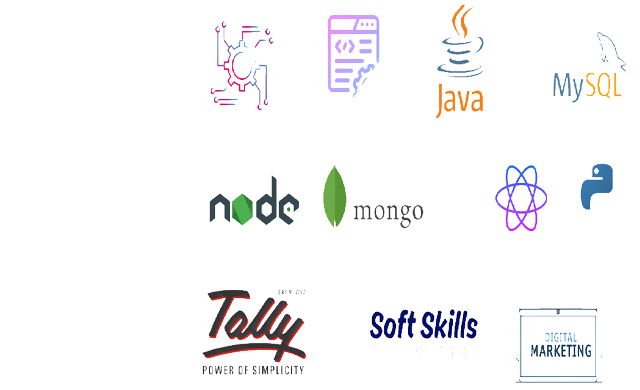 Java
MySQL
node
mongo
Tally
POWER OF SIMPLICITY
Soft Skills
DIGITAL
MARKETING